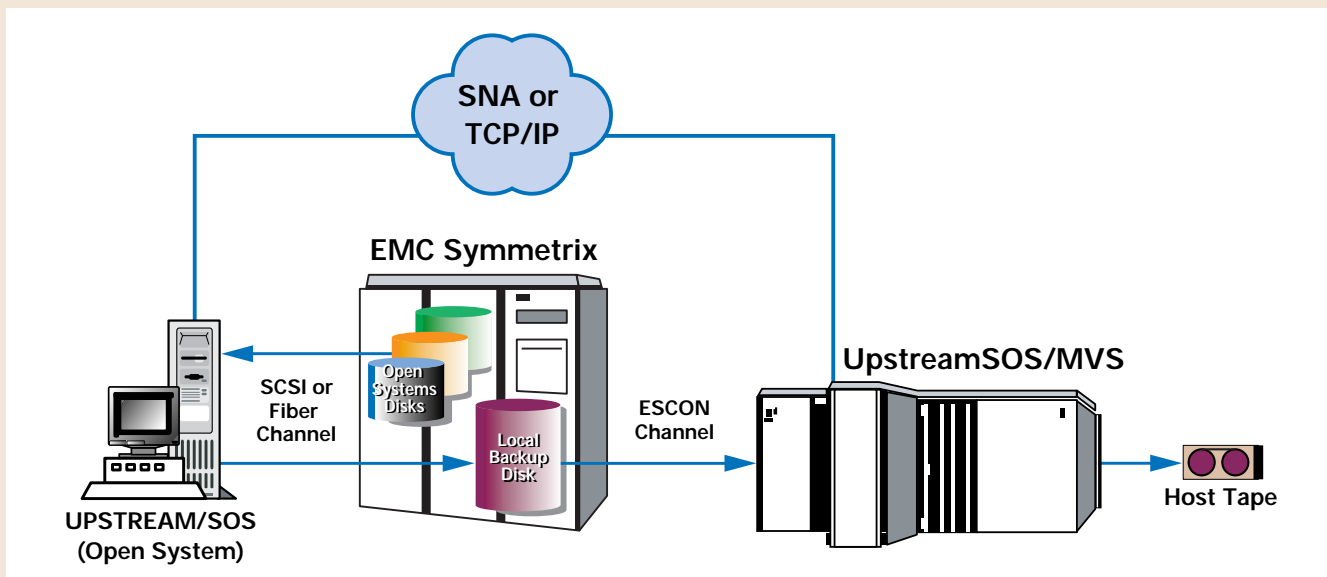 SNA or
TCP/IP
EMC Symmetrix
Open
Systems
Disks
SCSI or
Fiber
Channel
Local
Backup
Disk
ESCON
Channel
UpstreamSOS/MVS
Host Tape
UPSTREAM/SOS
(Open System)